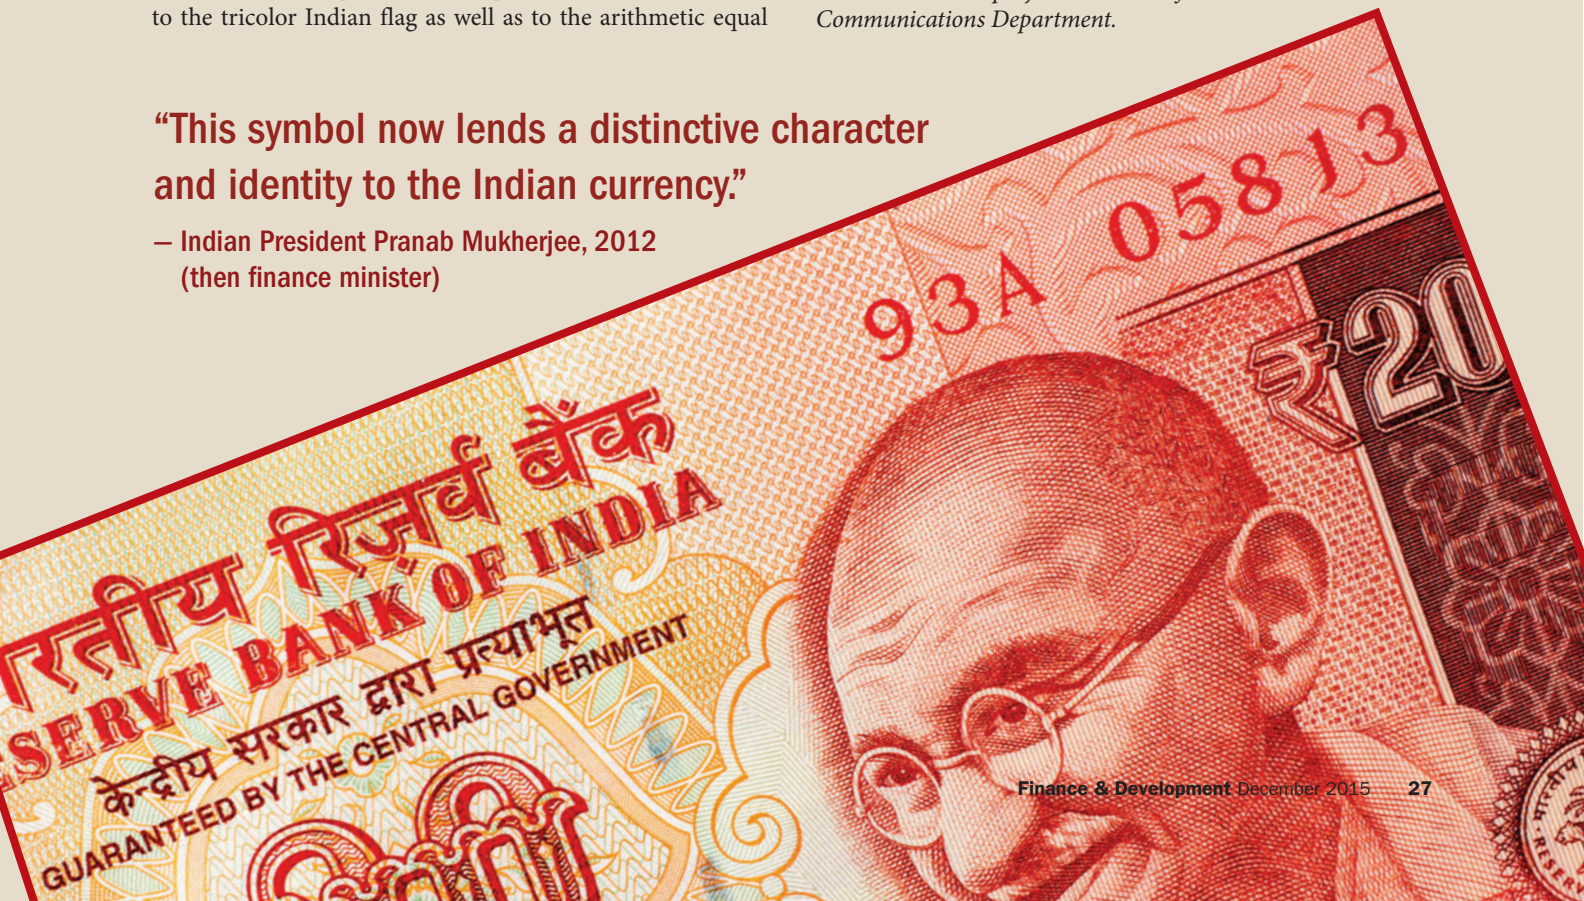 to the tricolor Indian flag as well as to the arithmetic equal
Communications Department.
“This symbol now lends a distinctive character
and identity to the Indian currency.”
— Indian President Pranab Mukherjee, 2012
(then finance minister)
93A 058113
₹20
रतीय रिज़र्व बैंक
SERVE BANK OF INDIA
केन्द्रीय सरकार द्वारा प्रत्याभूत
GUARANTEED BY THE CENTRAL GOVERNMENT
Finance & Development December 2015 27